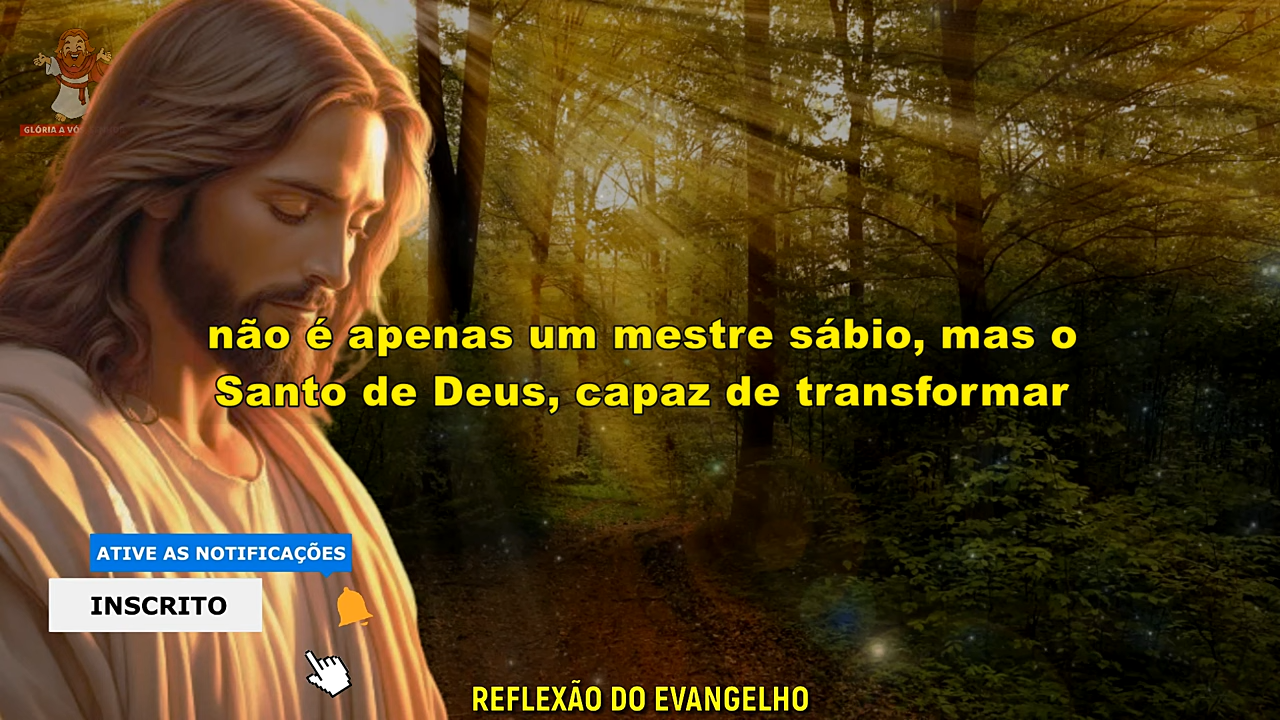 GLÓRIA A VÓS
não é apenas um mestre sábio, mas o
Santo de Deus, capaz de transformar
ATIVE AS NOTIFICAÇÕES
INSCRITO
REFLEXÃO DO EVANGELHO